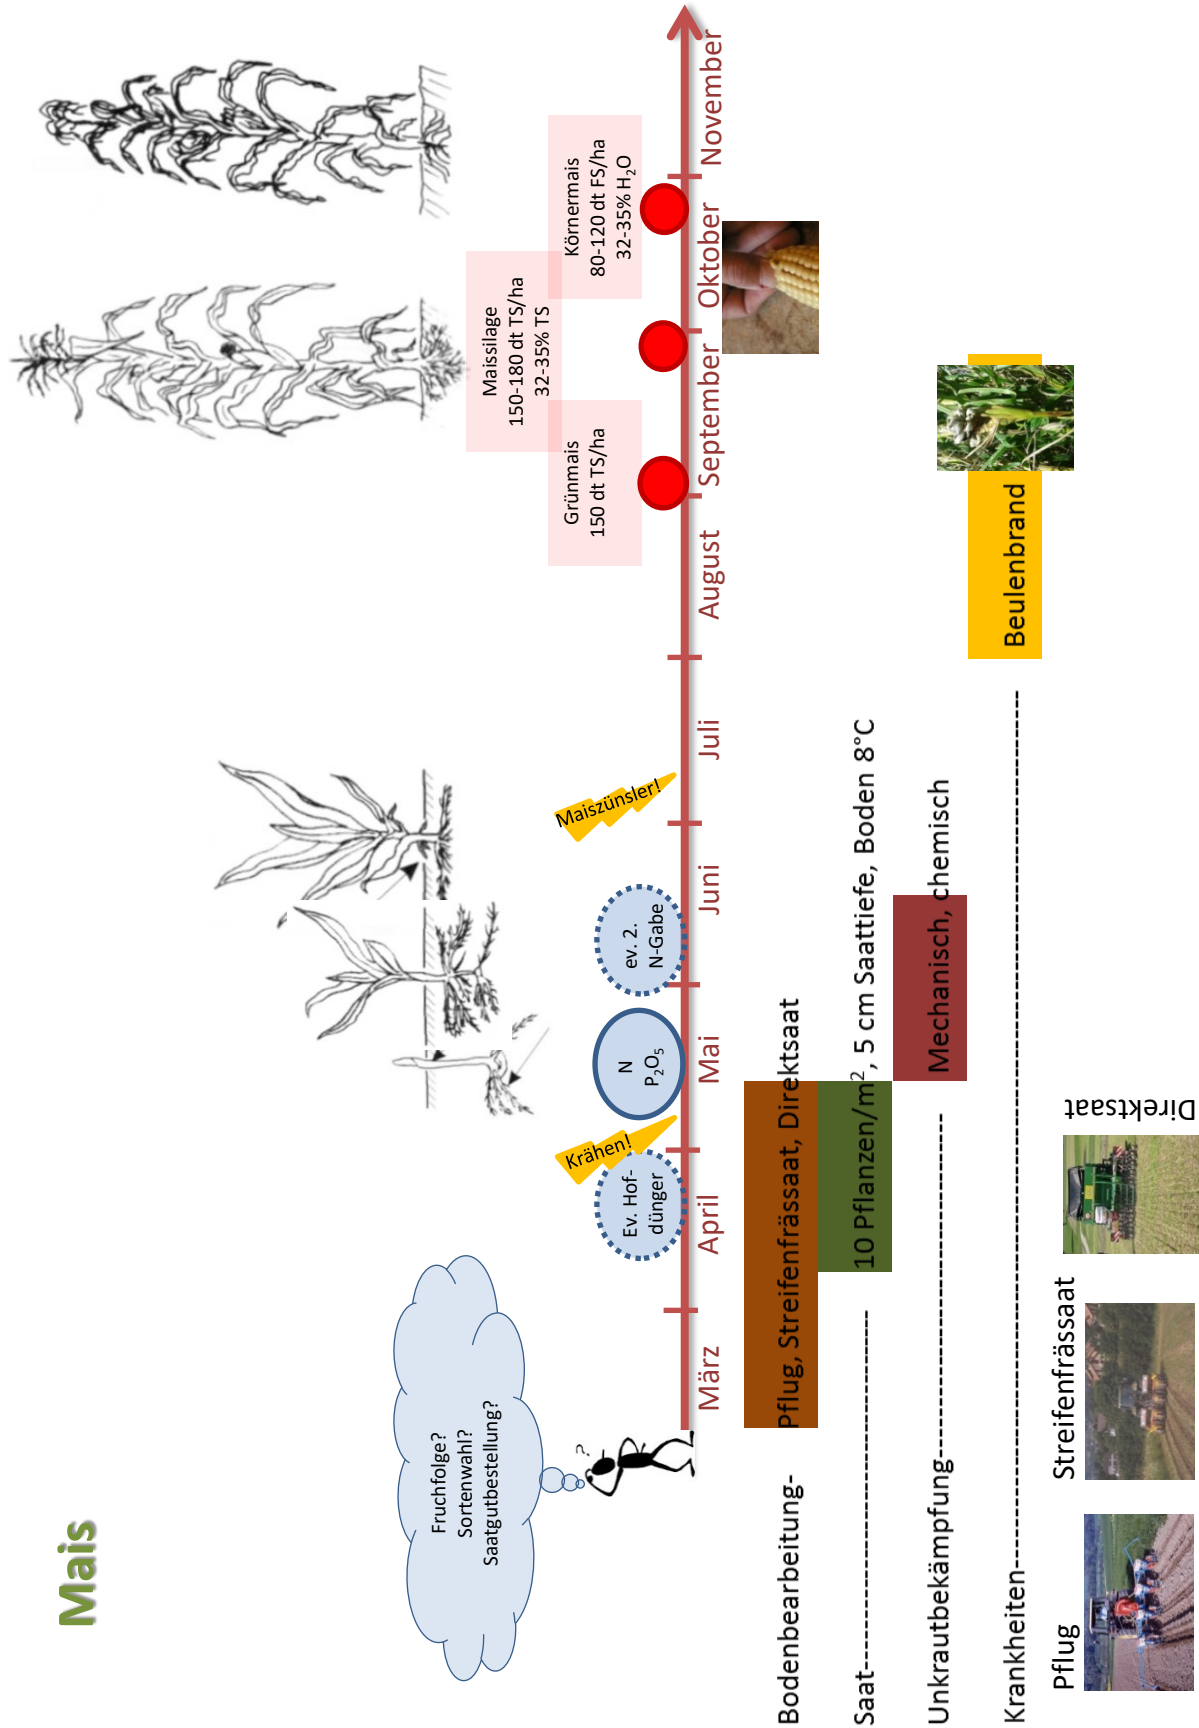 Mais
Fruchfolge?
Sortenwahl?
Saatgutbestellung?
?
Ev. Hof-
dünger
Krähen!
N
P₂O₅
ev. 2.
N-Gabe
Maiszünsler!
Grünmais
150 dt TS/ha
Maissilage
150-180 dt TS/ha
32-35% TS
Körnermais
80-120 dt FS/ha
32-35% H₂O
März April Mai Juni Juli August September Oktober November
Bodenbearbeitung- Pflug, Streifenfrässaat, Direktsaat
Saat---------------- 10 Pflanzen/m², 5 cm Saattiefe, Boden 8°C
Unkrautbekämpfung------------------- Mechanisch, chemisch
Krankheiten------------------------------------------------ Beulenbrand
Pflug
Streifenfrässaat
Direktsaat